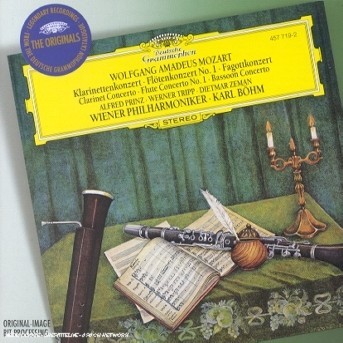 LEGENDARY RECORDINGS
THE ORIGINALS
457 719-2
Deutsche
Grammophon
WOLFGANG AMADEUS MOZART
Klarinettenkonzert · Flötenkonzert No. 1 · Fagottkonzert
Clarinet Concerto · Flute Concerto No. 1 · Bassoon Concerto
ALFRED PRINZ · WERNER TRIPP · DIETMAR ZEMAN
WIENER PHILHARMONIKER · KARL BÖHM
STEREO
ORIGINAL-IMAGE
BIT-PROCESSING